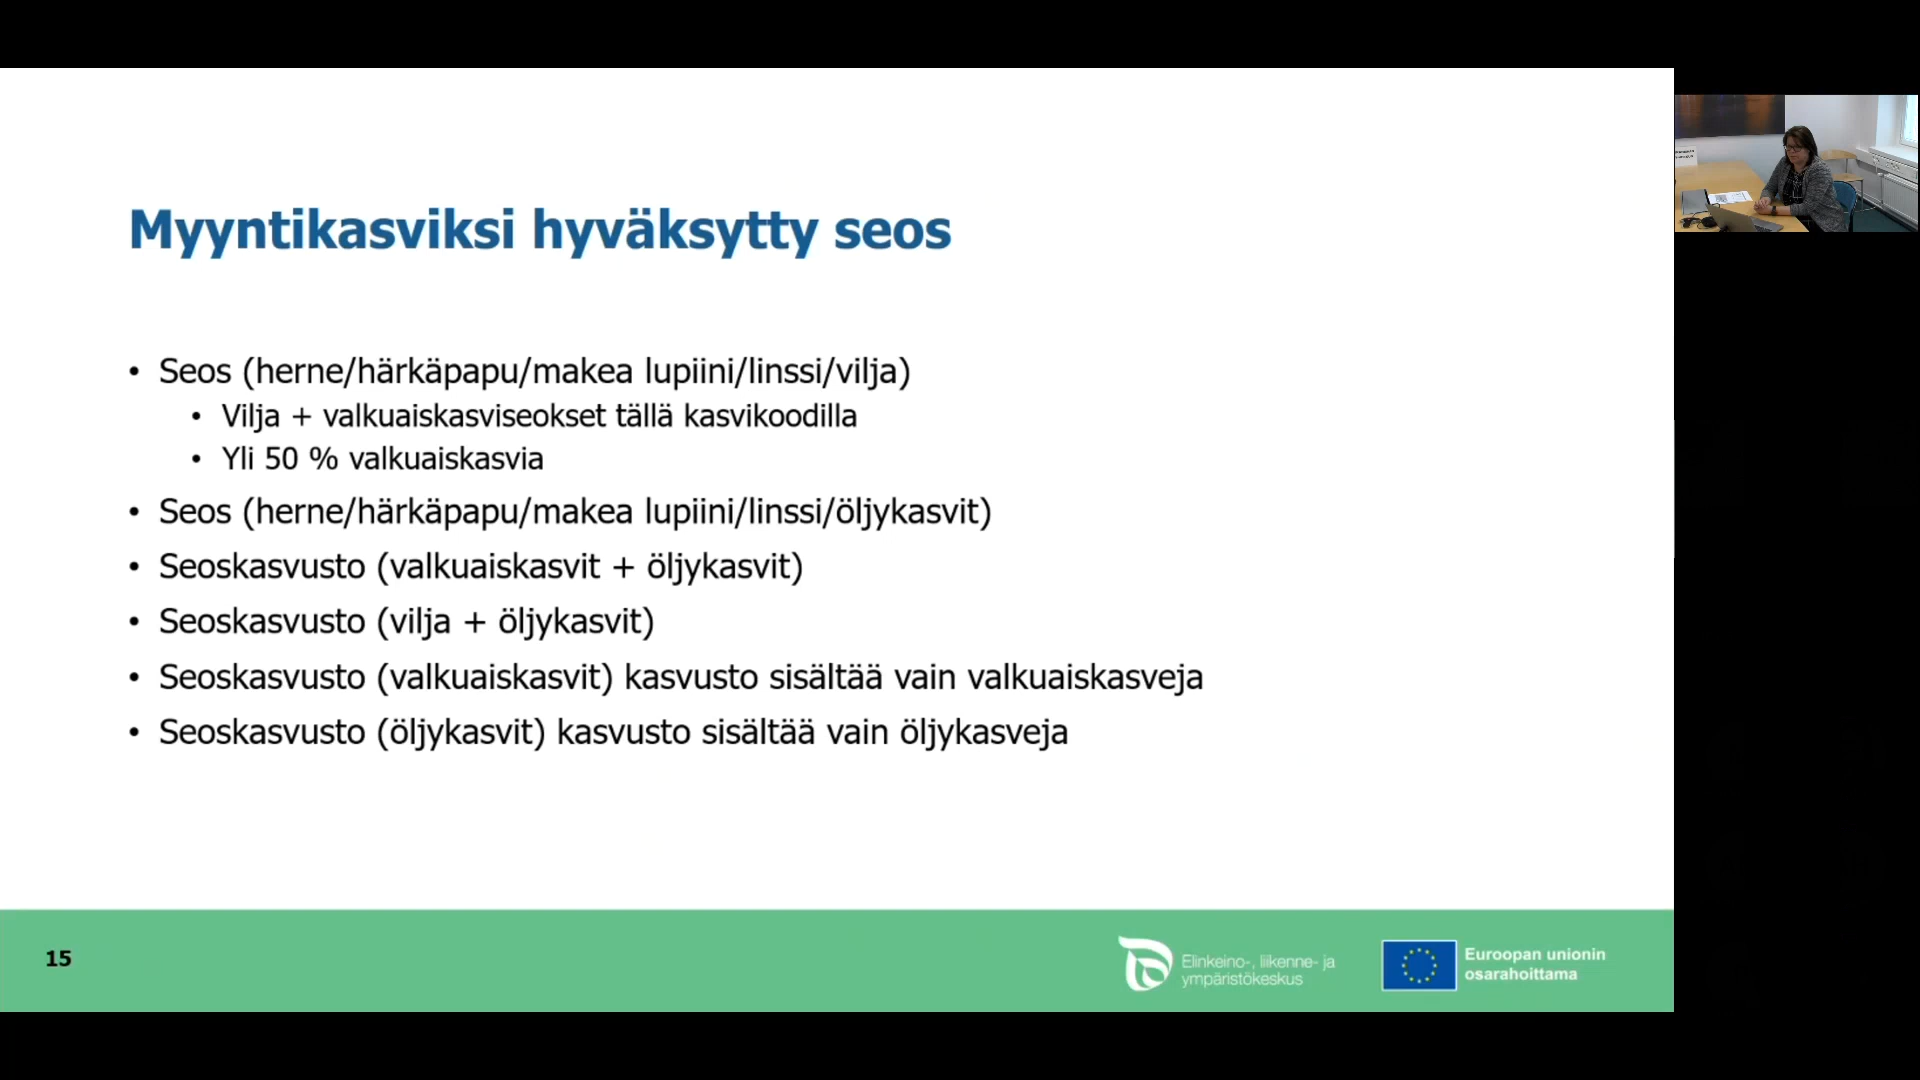 Myyntikasviksi hyväksytty seos
• Seos (herne/härkäpapu/makea lupiini/linssi/vilja)
• Vilja + valkuaiskasviseokset tällä kasvikoodilla
• Yli 50 % valkuaiskasvia
• Seos (herne/härkäpapu/makea lupiini/linssi/öljykasvit)
• Seoskasvusto (valkuaiskasvit + öljykasvit)
• Seoskasvusto (vilja + öljykasvit)
• Seoskasvusto (valkuaiskasvit) kasvusto sisältää vain valkuaiskasveja
• Seoskasvusto (öljykasvit) kasvusto sisältää vain öljykasveja
15
Elinkeino-, liikenne- ja
ympäristökeskus
Euroopan unionin
osarahoittama